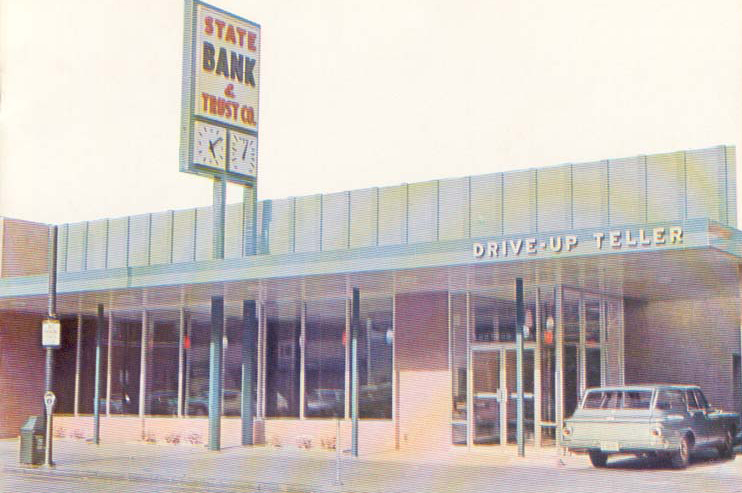 STATE
BANK
&
TRUST CO.
DRIVE-UP TELLER